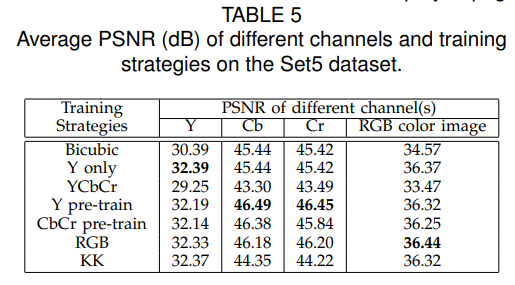 TABLE 5
Average PSNR (dB) of different channels and training
strategies on the Set5 dataset.
Training PSNR of different channel(s)
Strategies Y Cb Cr RGB color image
Bicubic 30.39 45.44 45.42 34.57
Y only 32.39 45.44 45.42 36.37
YCbCr 29.25 43.30 43.49 33.47
Y pre-train 32.19 46.49 46.45 36.32
CbCr pre-train 32.14 46.38 45.84 36.25
RGB 32.33 46.18 46.20 36.44
KK 32.37 44.35 44.22 36.32